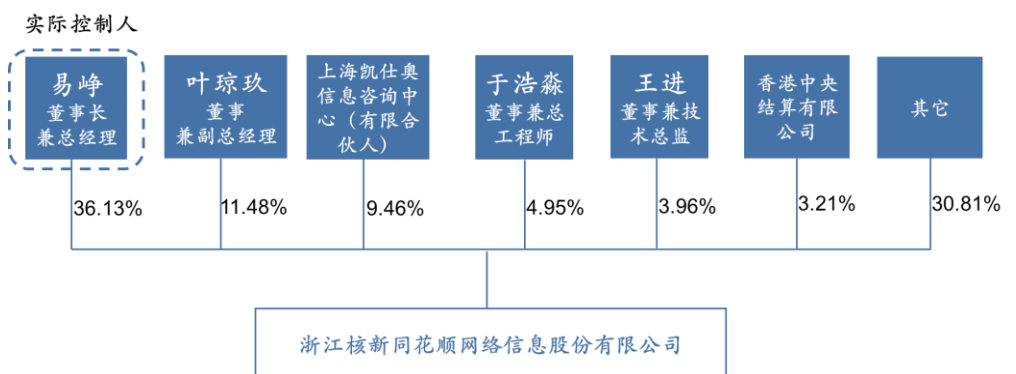 实际控制人
易峥
董事长
兼总经理
叶琼玖
董事
兼副总经理
上海凯仕奥
信息咨询中
心（有限合
伙人）
于浩淼
董事兼总
工程师
王进
董事兼技
术总监
香港中央
结算有限
公司
其它
36.13%
11.48%
9.46%
4.95%
3.96%
3.21%
30.81%
浙江核新同花顺网络信息股份有限公司